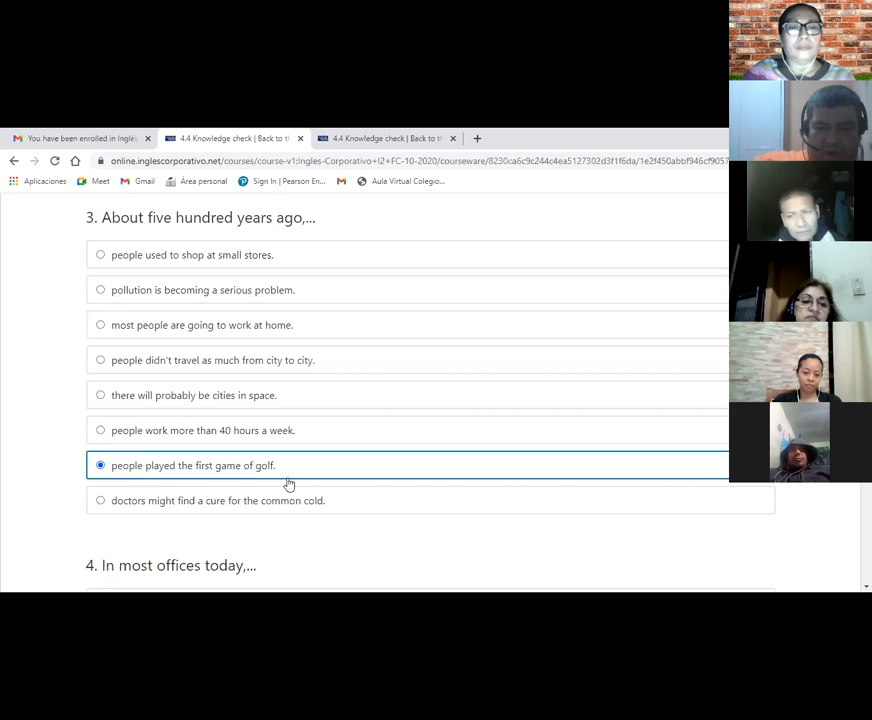 You have been enrolled in Inglés
4.4 Knowledge check | Back to th
4.4 Knowledge check | Back to th
online.inglescorporativo.net/courses/course-v1:Ingles-Corporativo+I2+FC-10-2020/courseware/8230ca6c9c244c4ea5127302d3f1f6da/1e2f450abbf946cf9057
Aplicaciones
Meet
Gmail
Área personal
Sign In | Pearson En...
Aula Virtual Colegio...
3. About five hundred years ago,...
people used to shop at small stores.
pollution is becoming a serious problem.
most people are going to work at home.
people didn't travel as much from city to city.
there will probably be cities in space.
people work more than 40 hours a week.
people played the first game of golf.
doctors might find a cure for the common cold.
4. In most offices today,...